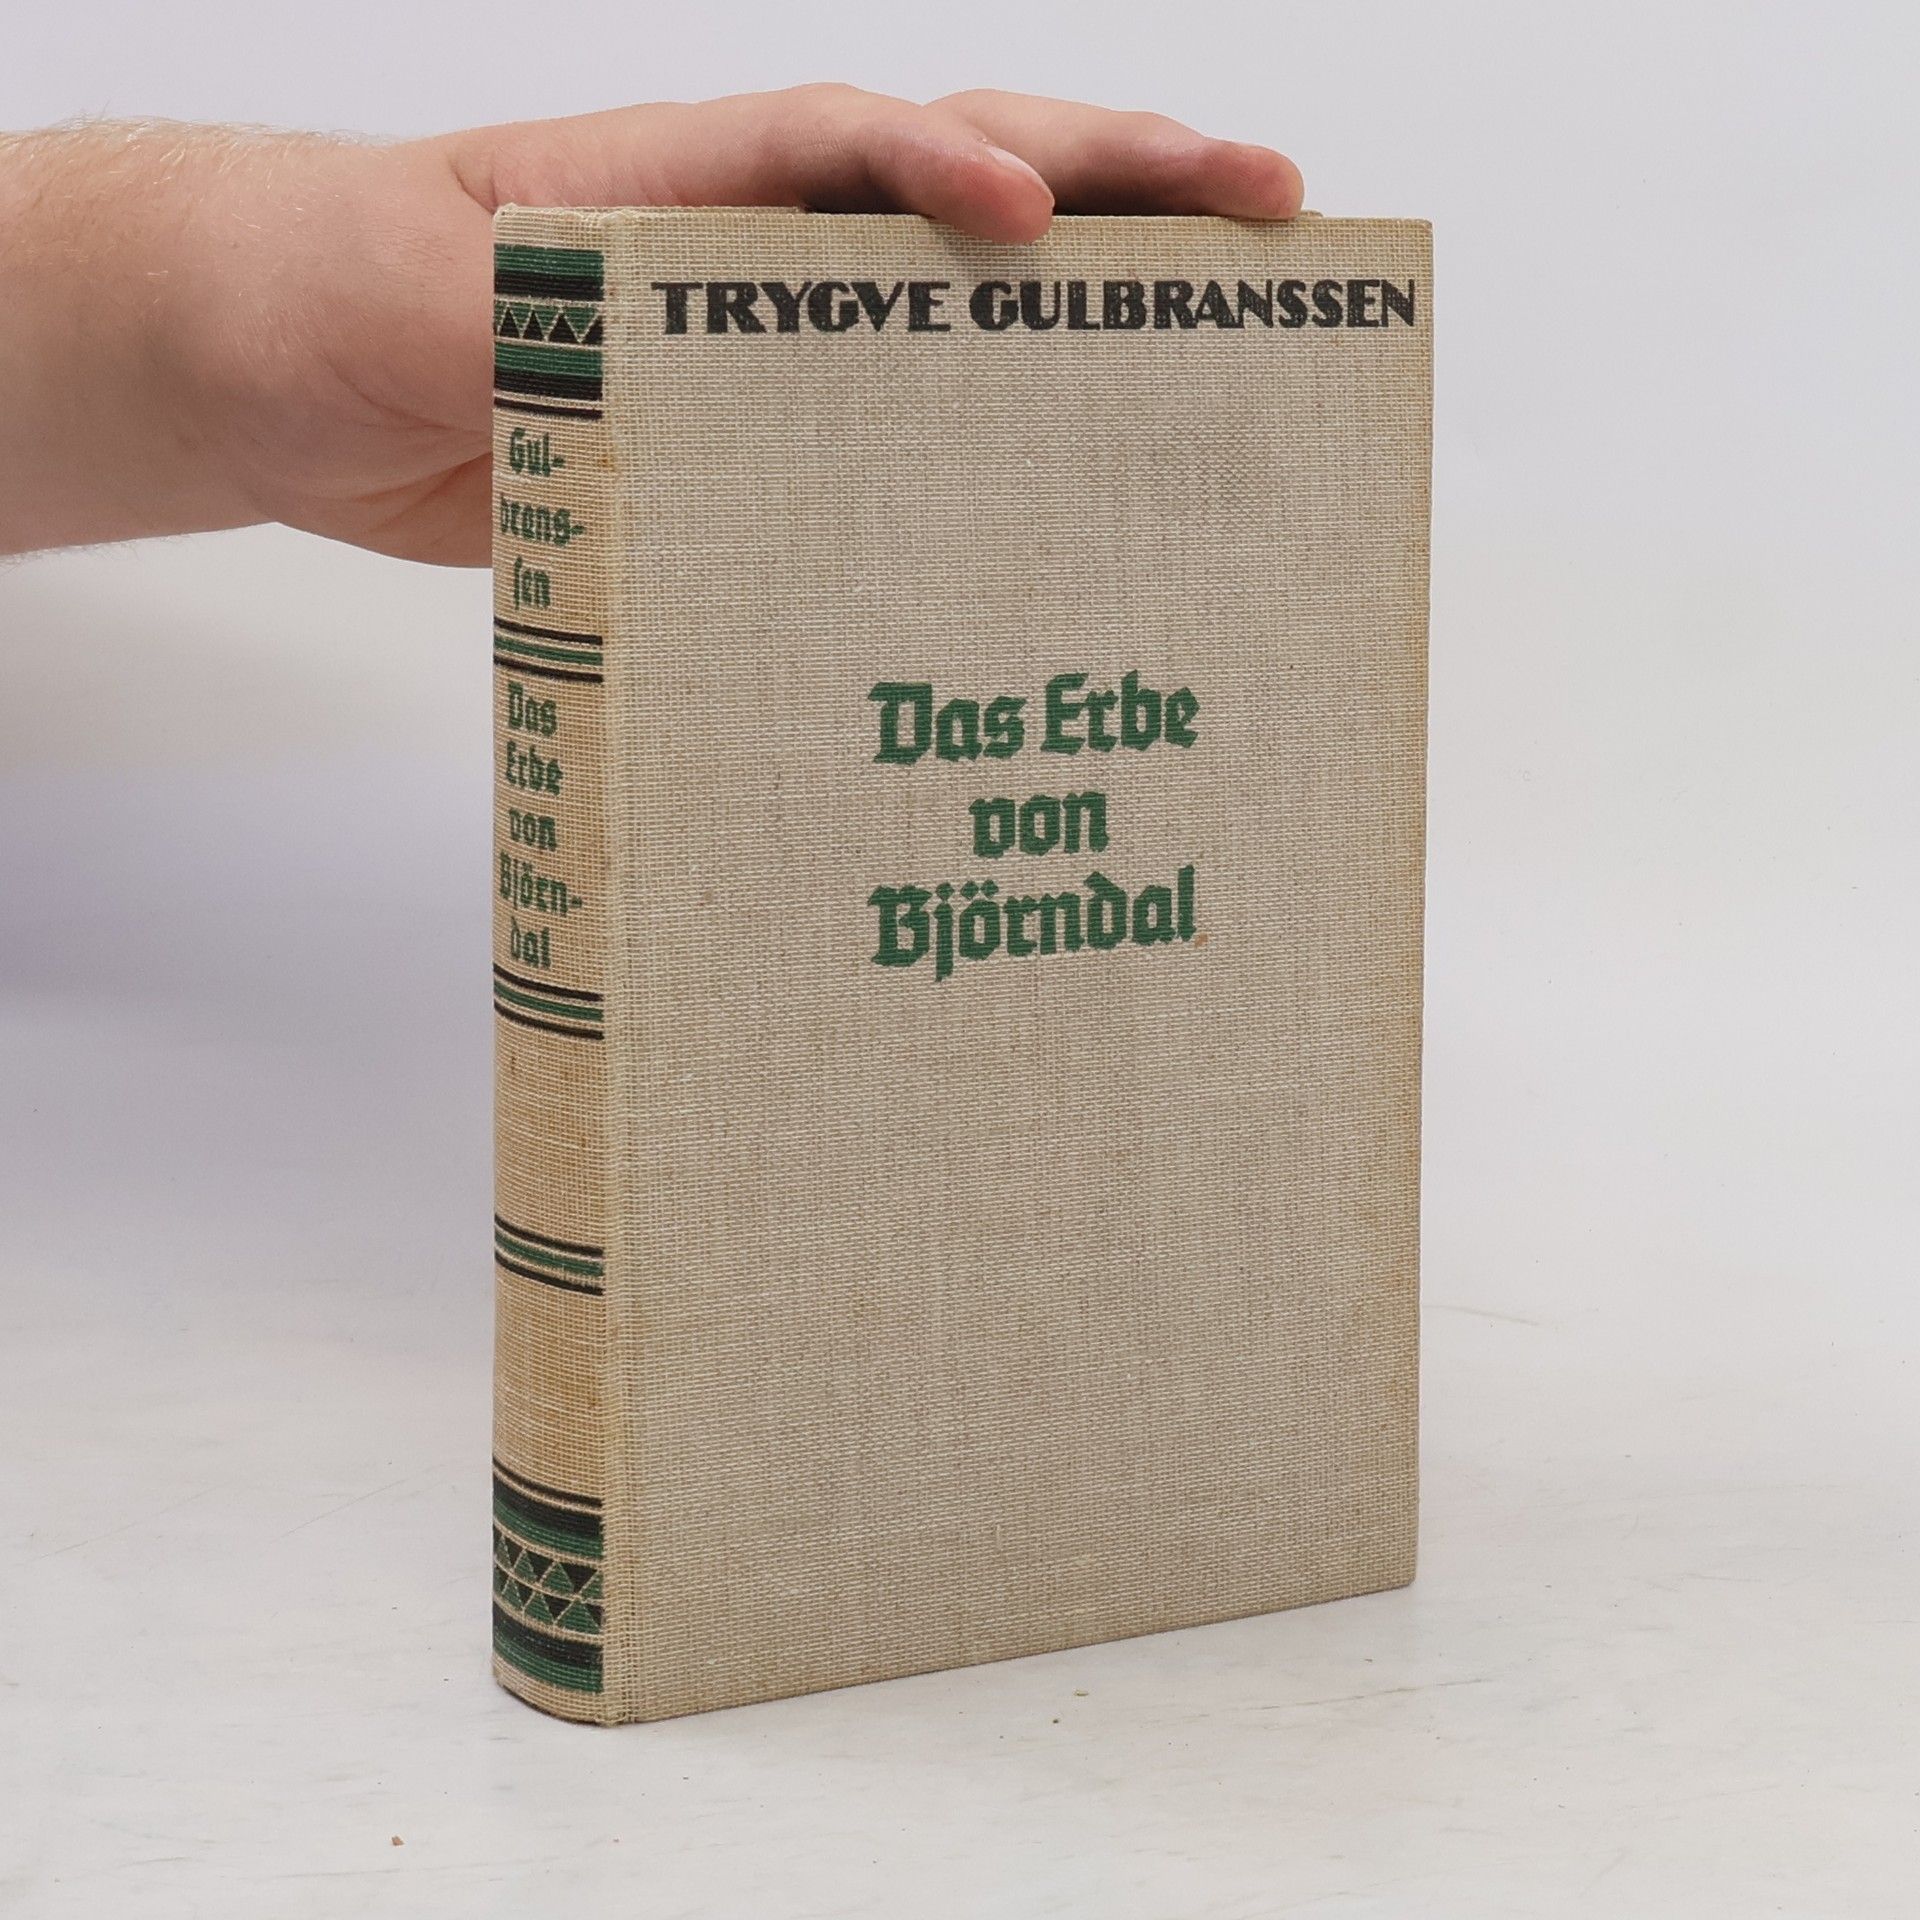 TRYGVE GULBRANSSEN
Das Erbe
von
Björndal
Gul-
brans-
ſen
Das
Erbe
von
Björn-
dal